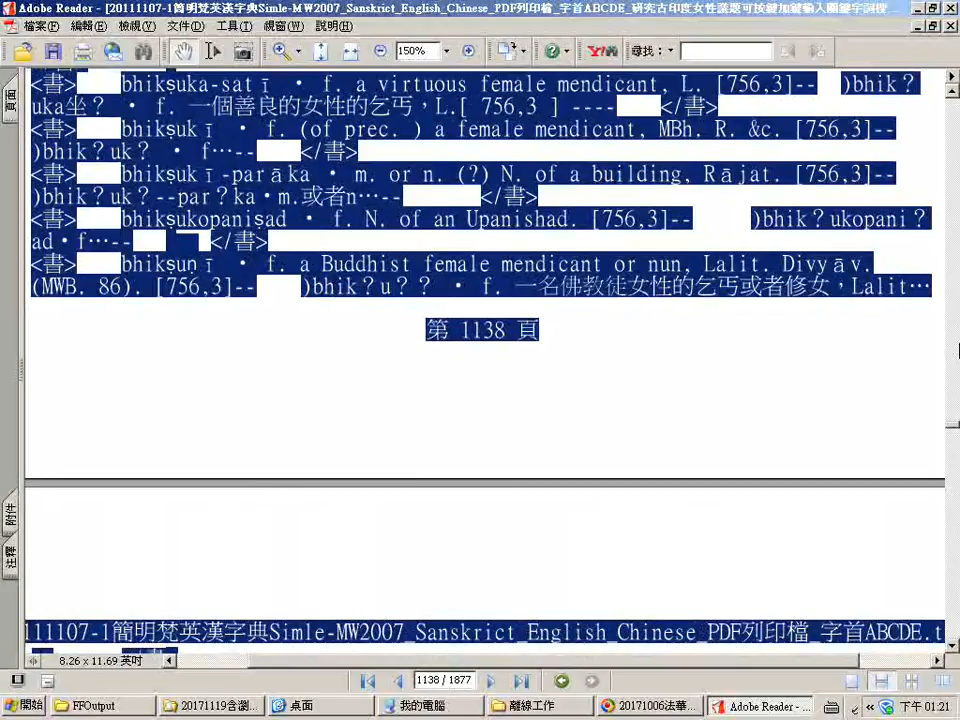 Adobe Reader - [20111107-1簡明梵英漢字典Simle-MW2007_Sanskrict_English_Chinese_PDF列印檔_字首ABCDE_研究古印度女性議題可按鍵加鍵輸入關鍵字詞搜...
檔案(F) 編輯(E) 檢視(V) 文件(D) 工具(T) 視窗(W) 說明(H)
150% 尋找:
頁面
<書> bhikṣuka-satī • f. a virtuous female mendicant, L. [756,3]-- )bhik？
uka坐？ • f. 一個善良的女性的乞丐，L.[ 756,3 ] ---- </書>
<書> bhikṣukī • f. (of prec. ) a female mendicant, MBh. R. &c. [756,3]--
)bhik？uk？ • f…-- </書>
<書> bhikṣukī-parāka • m. or n. (?) N. of a building, Rājat. [756,3]--
)bhik？uk？--par？ka•m.或者n…-- </書>
<書> bhikṣukopaniṣad • f. N. of an Upanishad. [756,3]-- )bhik？ukopani？
ad•f…-- </書>
<書> bhikṣuṇī • f. a Buddhist female mendicant or nun, Lalit. Divyāv.
(MWB. 86). [756,3]-- )bhik？u？？ • f. 一名佛教徒女性的乞丐或者修女，Lalit…
第 1138 頁
附件
注釋
111107-1簡明梵英漢字典Simle-MW2007_Sanskrict_English_Chinese_PDF列印檔_字首ABCDE.t
8.26 x 11.69 英吋
1138 / 1877
開始 FFOutput 20171119含瀏... 桌面 我的電腦 離線工作 20171006法華... Adobe Reader - ... 下午 01:21